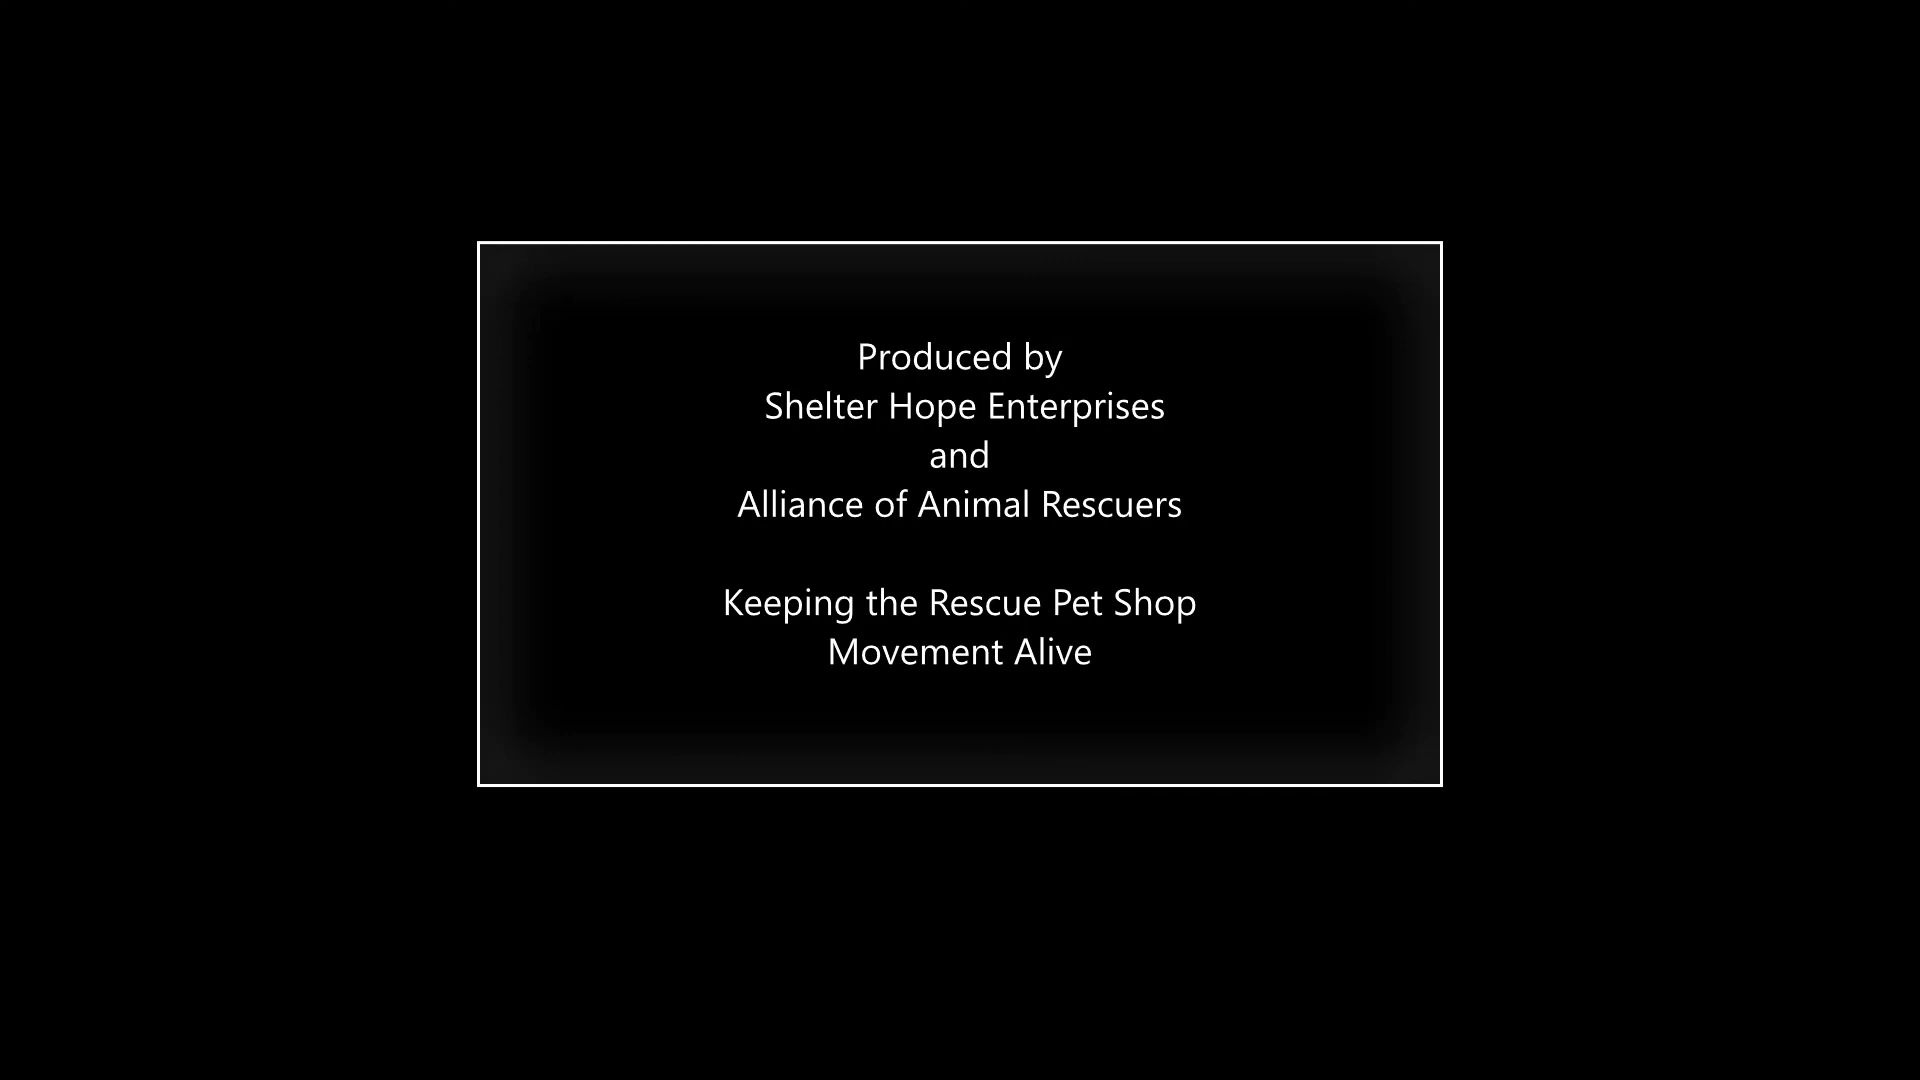 Produced by
Shelter Hope Enterprises
and
Alliance of Animal Rescuers
Keeping the Rescue Pet Shop
Movement Alive